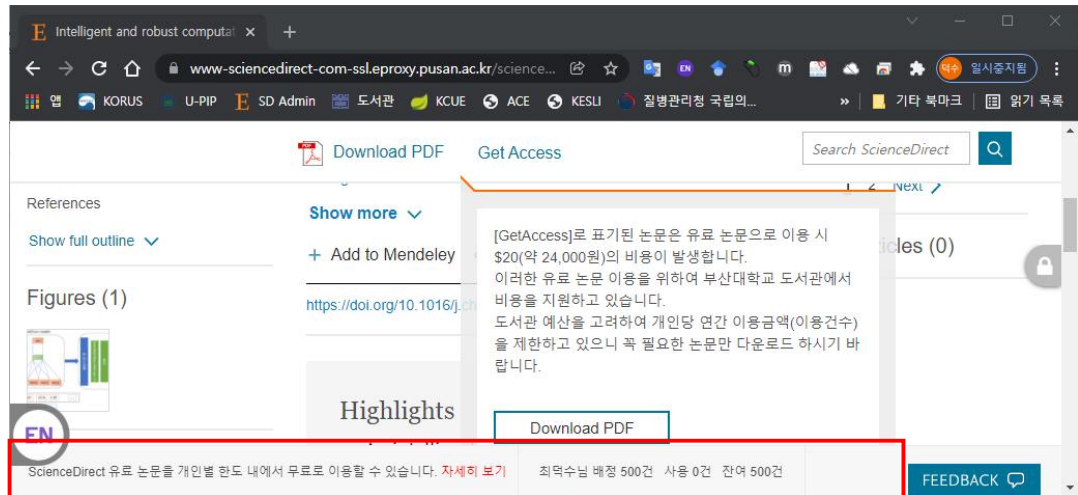 Intelligent and robust computat
www-sciencedirect-com-ssl.eproxy.pusan.ac.kr/science...
일시중지됨
앱 KORUS U-PIP SD Admin 도서관 KCUE ACE KESLI 질병관리청 국립의... » 기타 북마크 읽기 목록
Download PDF Get Access Search ScienceDirect
1 2 Next
References
Show full outline
Show more
+ Add to Mendeley
(0)
Figures (1)
https://doi.org/10.1016/j.
[GetAccess]로 표기된 논문은 유료 논문으로 이용 시
$20(약 24,000원)의 비용이 발생합니다.
이러한 유료 논문 이용을 위하여 부산대학교 도서관에서
비용을 지원하고 있습니다.
도서관 예산을 고려하여 개인당 연간 이용금액(이용건수)
을 제한하고 있으니 꼭 필요한 논문만 다운로드 하시기 바
랍니다.
Highlights
Download PDF
EN
ScienceDirect 유료 논문을 개인별 한도 내에서 무료로 이용할 수 있습니다. 자세히 보기 최덕수님 배정 500건 사용 0건 잔여 500건
FEEDBACK